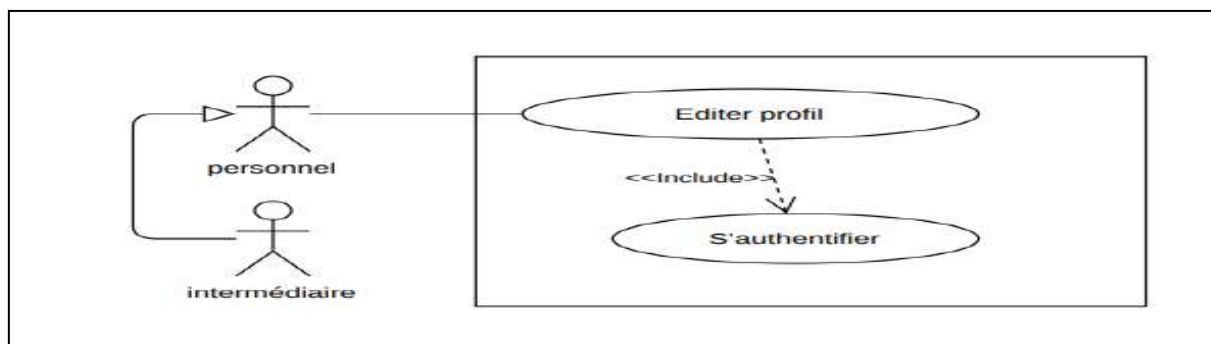 Editer profil
personnel
<<Include>>
S'authentifier
intermédiaire